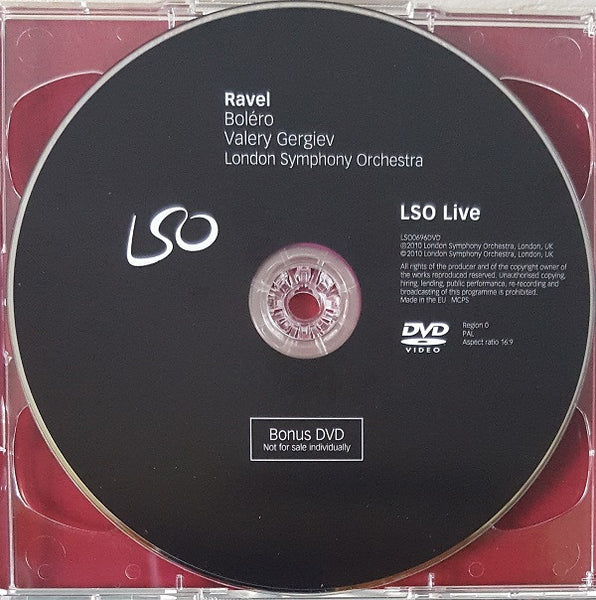 Ravel
Boléro
Valery Gergiev
London Symphony Orchestra
LSO
LSO Live
LSO0696DVD
℗2010 London Symphony Orchestra, London, UK
©2010 London Symphony Orchestra, London, UK
All rights of the producer and of the copyright owner of
the works reproduced reserved. Unauthorised copying,
hiring, lending, public performance, re-recording and
broadcasting of this programme is prohibited.
Made in the EU MCPS
DVD
VIDEO
Region 0
PAL
Aspect ratio 16:9
Bonus DVD
Not for sale individually